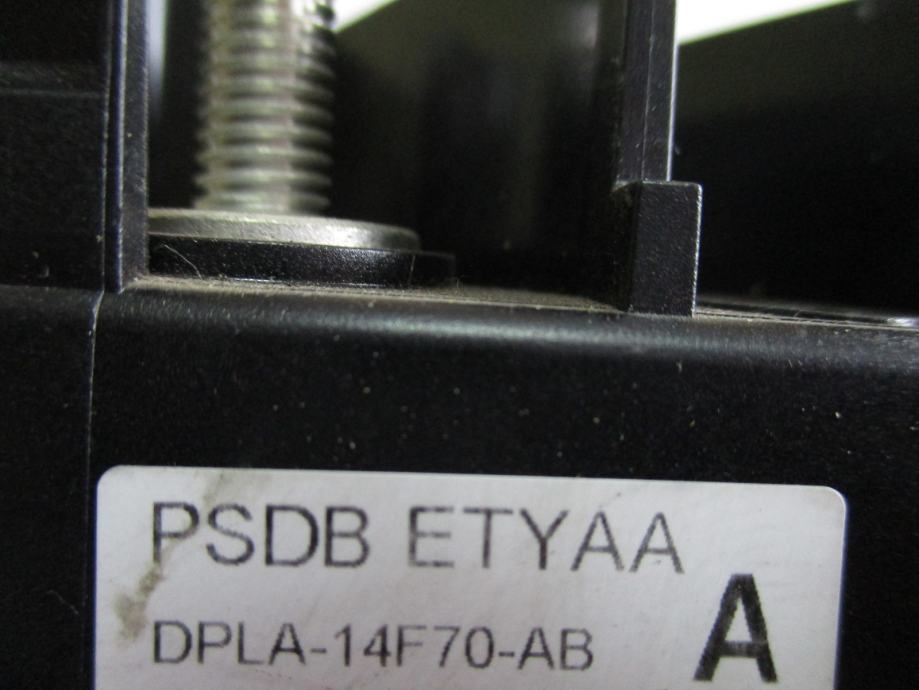 PSDB ETYAA
DPLA-14F70-AB
A